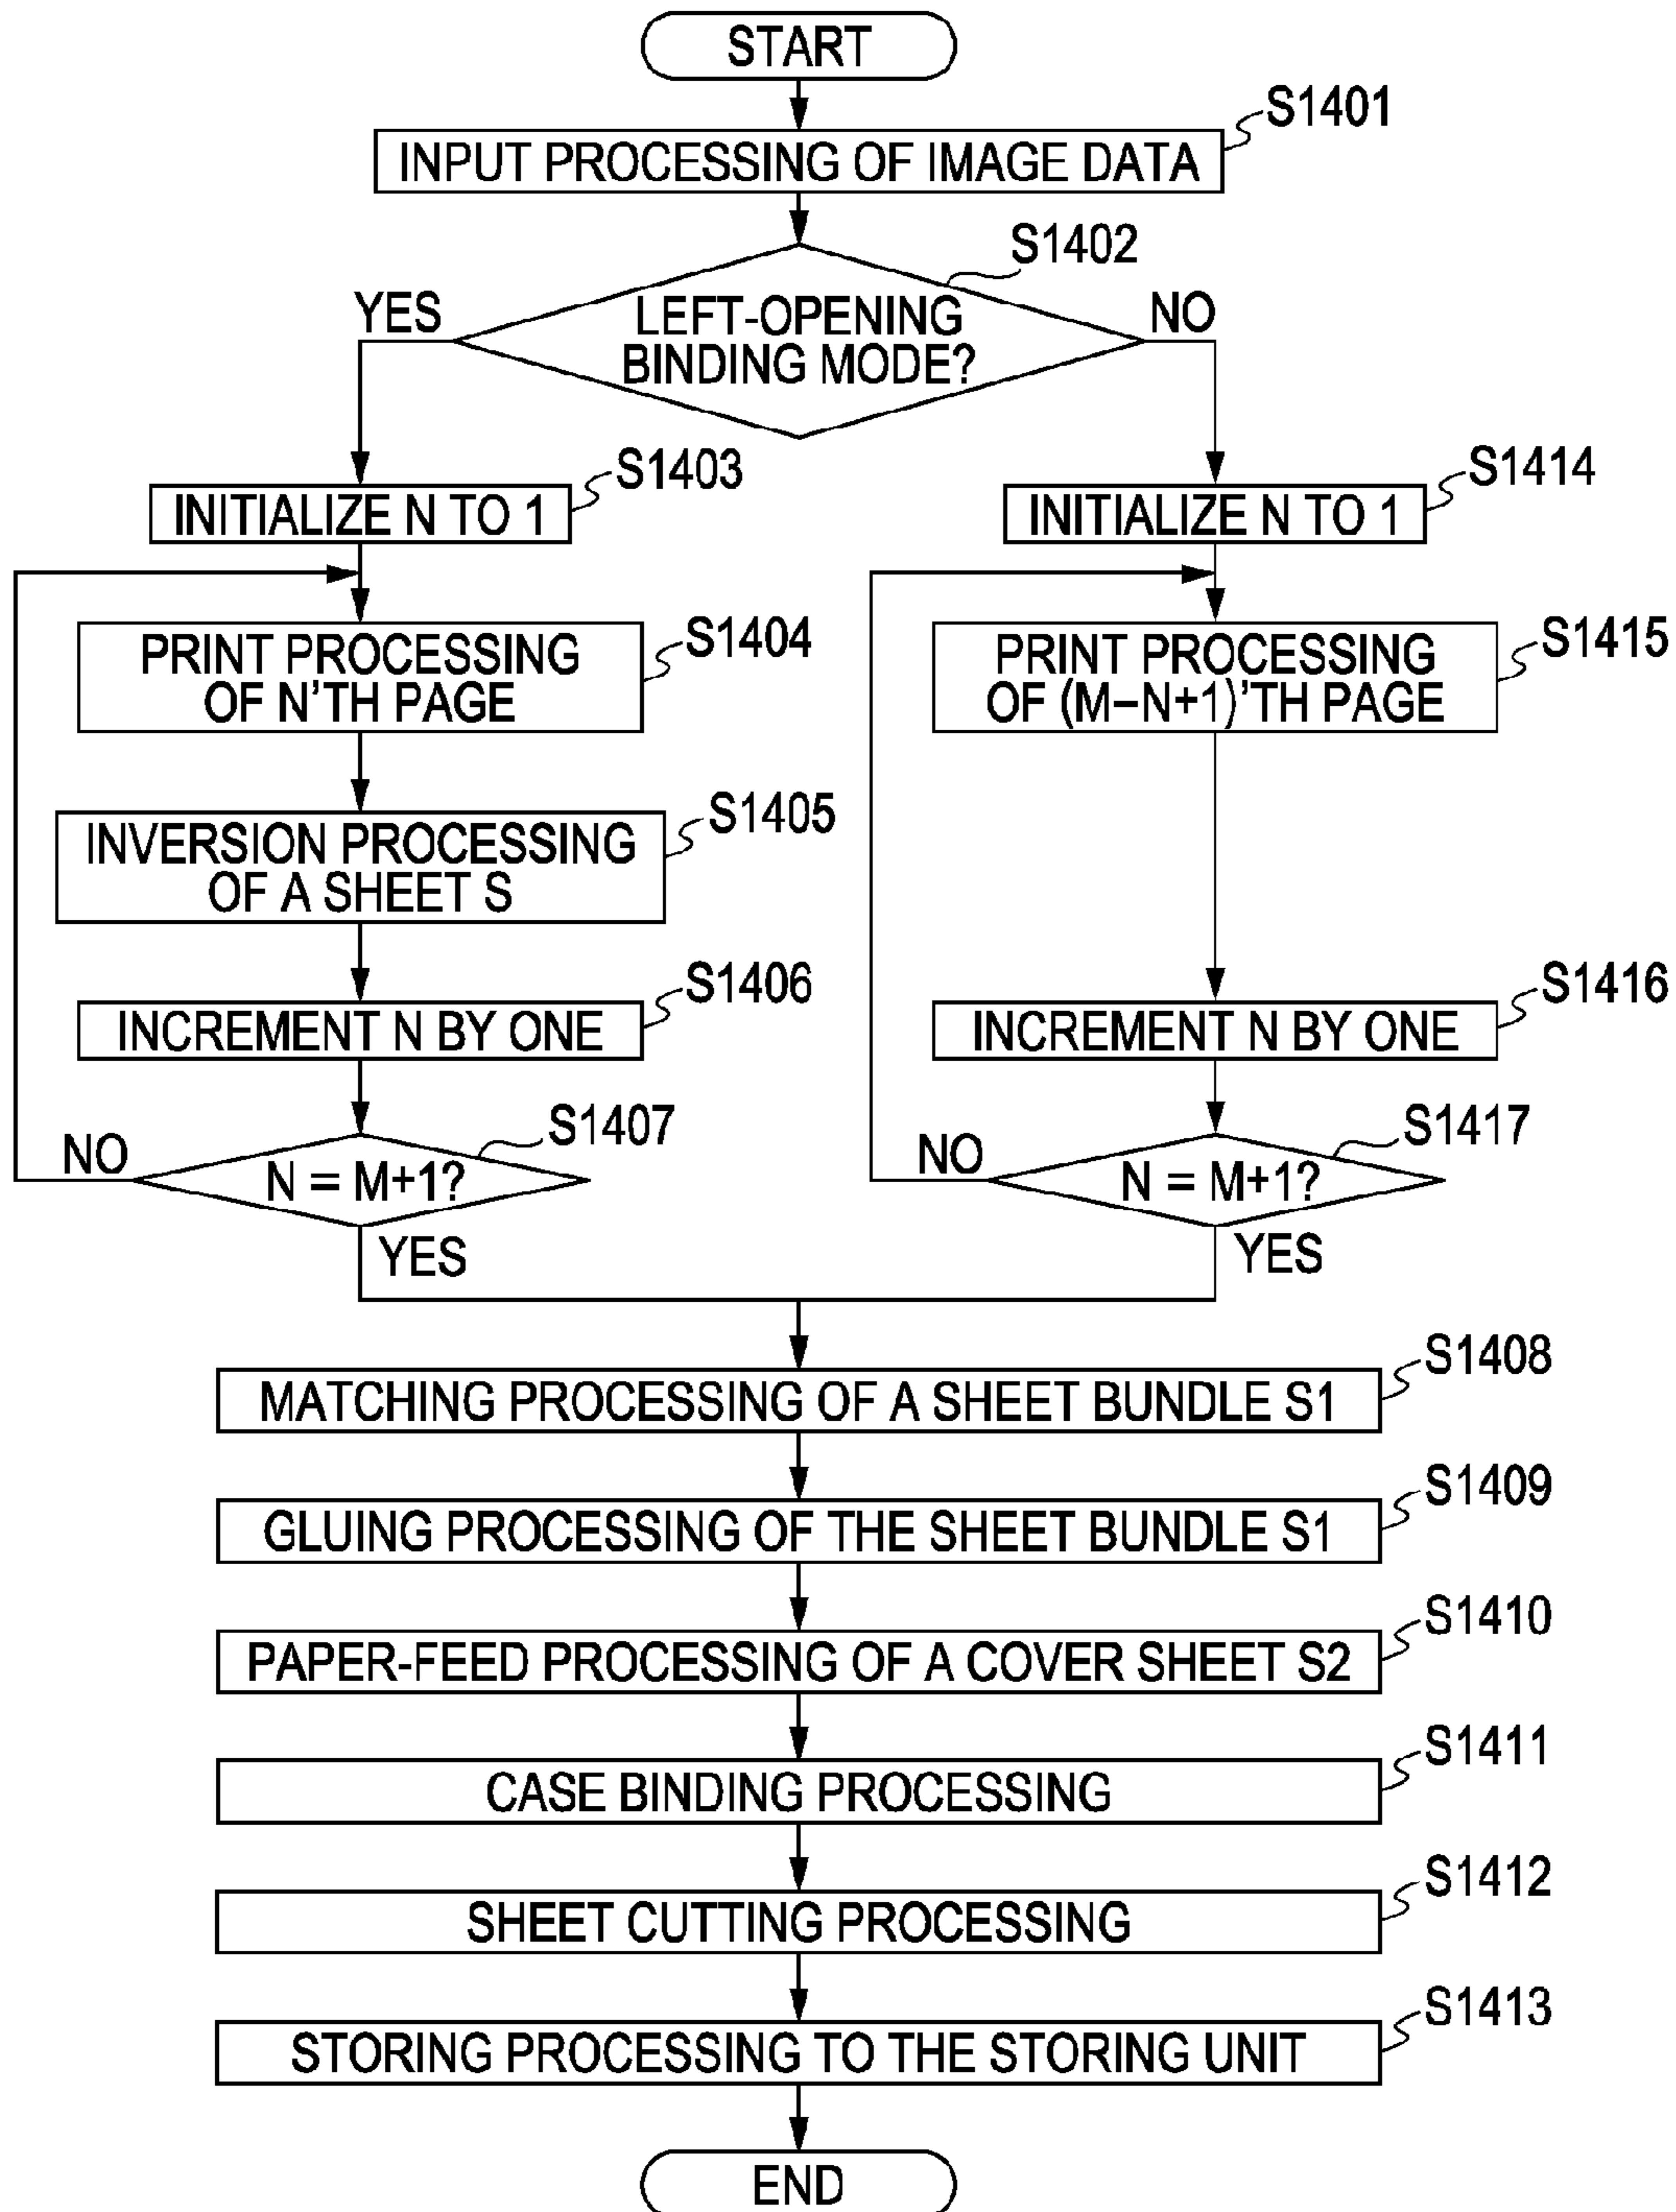 START
S1401
INPUT PROCESSING OF IMAGE DATA
S1402
YES
LEFT-OPENING
BINDING MODE?
NO
S1403
INITIALIZE N TO 1
S1414
INITIALIZE N TO 1
S1404
PRINT PROCESSING
OF N'TH PAGE
S1415
PRINT PROCESSING
OF (M–N+1)'TH PAGE
S1405
INVERSION PROCESSING
OF A SHEET S
S1406
INCREMENT N BY ONE
S1416
INCREMENT N BY ONE
S1407
NO
N = M+1?
YES
S1417
NO
N = M+1?
YES
S1408
MATCHING PROCESSING OF A SHEET BUNDLE S1
S1409
GLUING PROCESSING OF THE SHEET BUNDLE S1
S1410
PAPER-FEED PROCESSING OF A COVER SHEET S2
S1411
CASE BINDING PROCESSING
S1412
SHEET CUTTING PROCESSING
S1413
STORING PROCESSING TO THE STORING UNIT
END